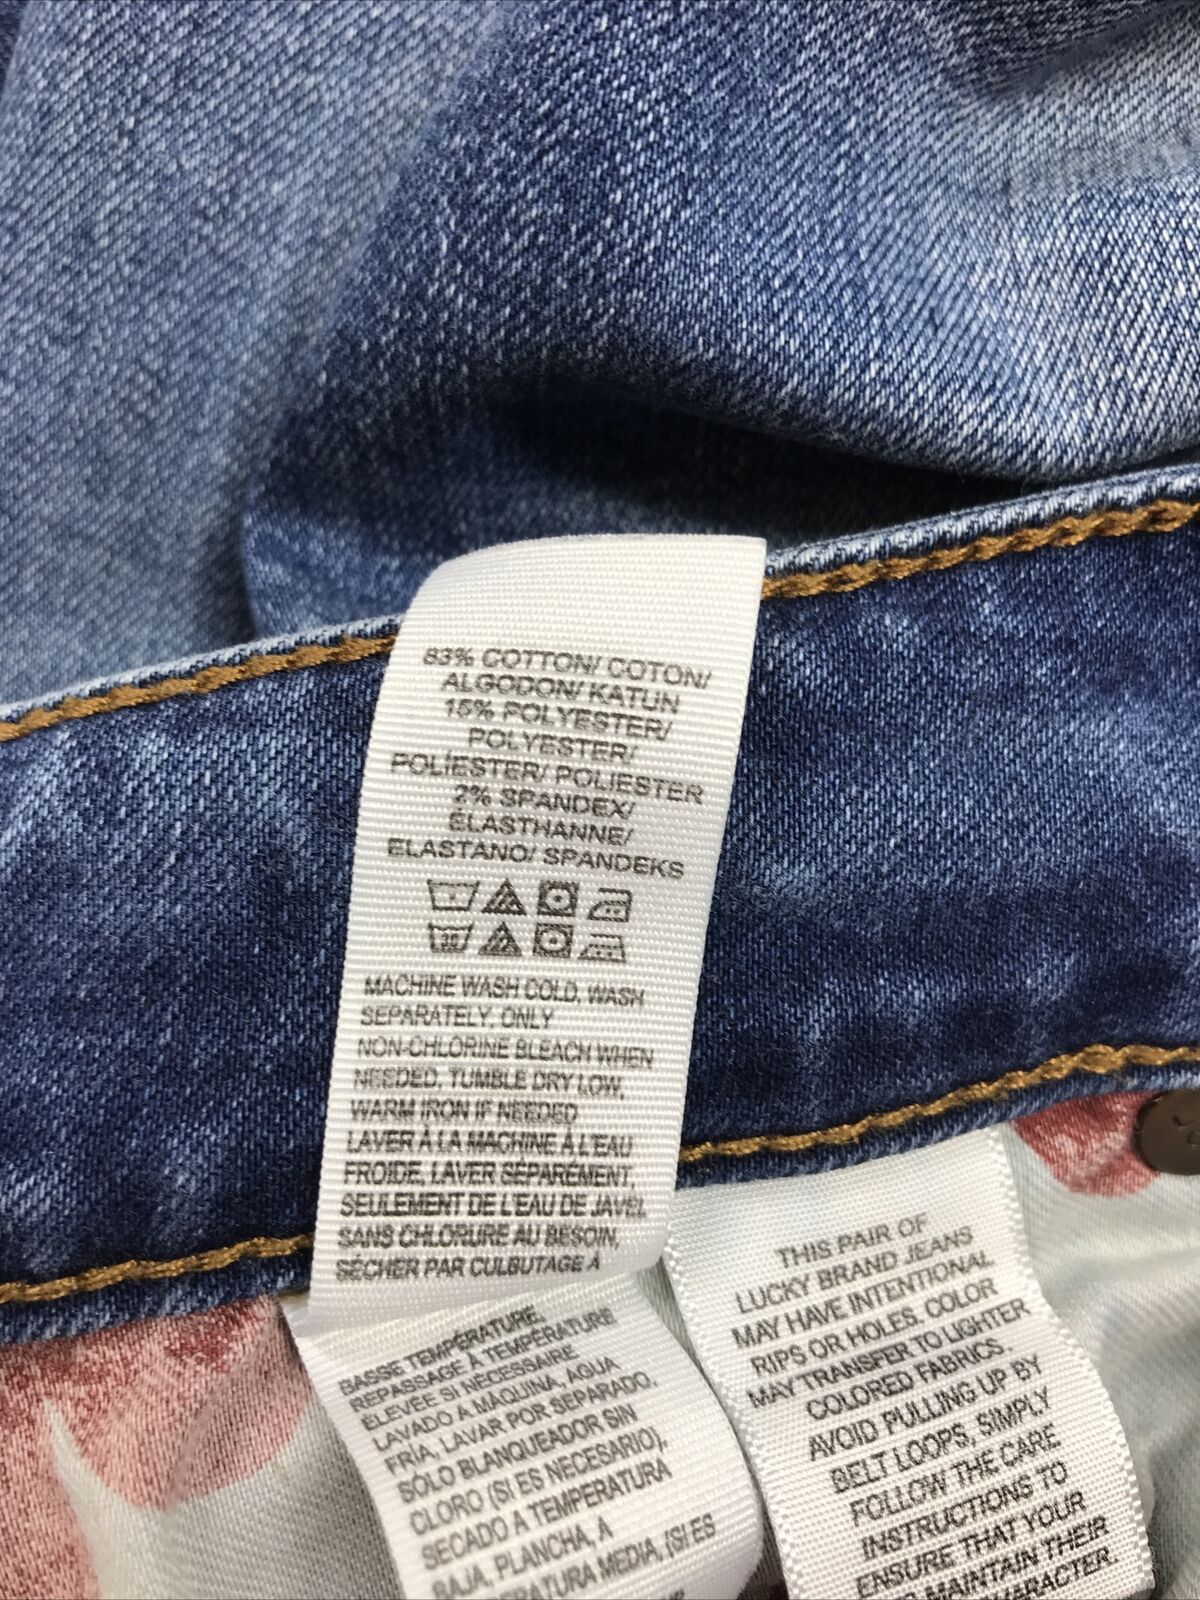 83% COTTON/ COTON/
ALGODON/ KATUN
15% POLYESTER/
POLYESTER/
POLÍESTER/ POLIESTER
2% SPANDEX/
ÉLASTHANNE/
ELASTANO/ SPANDEKS
MACHINE WASH COLD, WASH
SEPARATELY, ONLY
NON-CHLORINE BLEACH WHEN
NEEDED, TUMBLE DRY LOW,
WARM IRON IF NEEDED
LAVER À LA MACHINE À L'EAU
FROIDE, LAVER SÉPARÉMENT,
SEULEMENT DE L'EAU DE JAVEL
SANS CHLORURE AU BESOIN,
SÉCHER PAR CULBUTAGE À
BASSE TEMPÉRATURE,
REPASSAGE À TEMPÉRATURE
ÉLEVÉE SI NÉCESSAIRE
LAVADO A MÁQUINA, AGUA
FRÍA, LAVAR POR SEPARADO,
SÓLO BLANQUEADOR SIN
CLORO (SI ES NECESARIO),
SECADO A TEMPERATURA
BAJA, PLANCHA, A
MEDIA, (SI ES
THIS PAIR OF
LUCKY BRAND JEANS
MAY HAVE INTENTIONAL
RIPS OR HOLES. COLOR
MAY TRANSFER TO LIGHTER
COLORED FABRICS.
AVOID PULLING UP BY
BELT LOOPS, SIMPLY
FOLLOW THE CARE
INSTRUCTIONS TO
ENSURE THAT YOUR
MAINTAIN THEIR